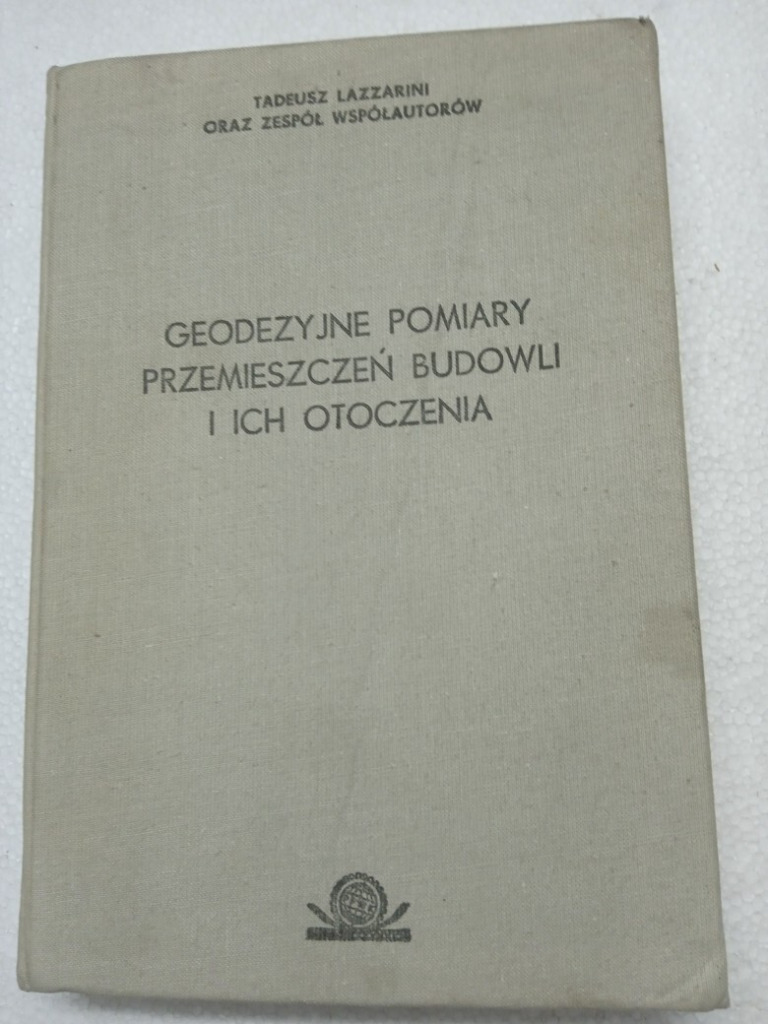 TADEUSZ LAZZARINI
ORAZ ZESPÓŁ WSPÓŁAUTORÓW
GEODEZYJNE POMIARY
PRZEMIESZCZEŃ BUDOWLI
I ICH OTOCZENIA